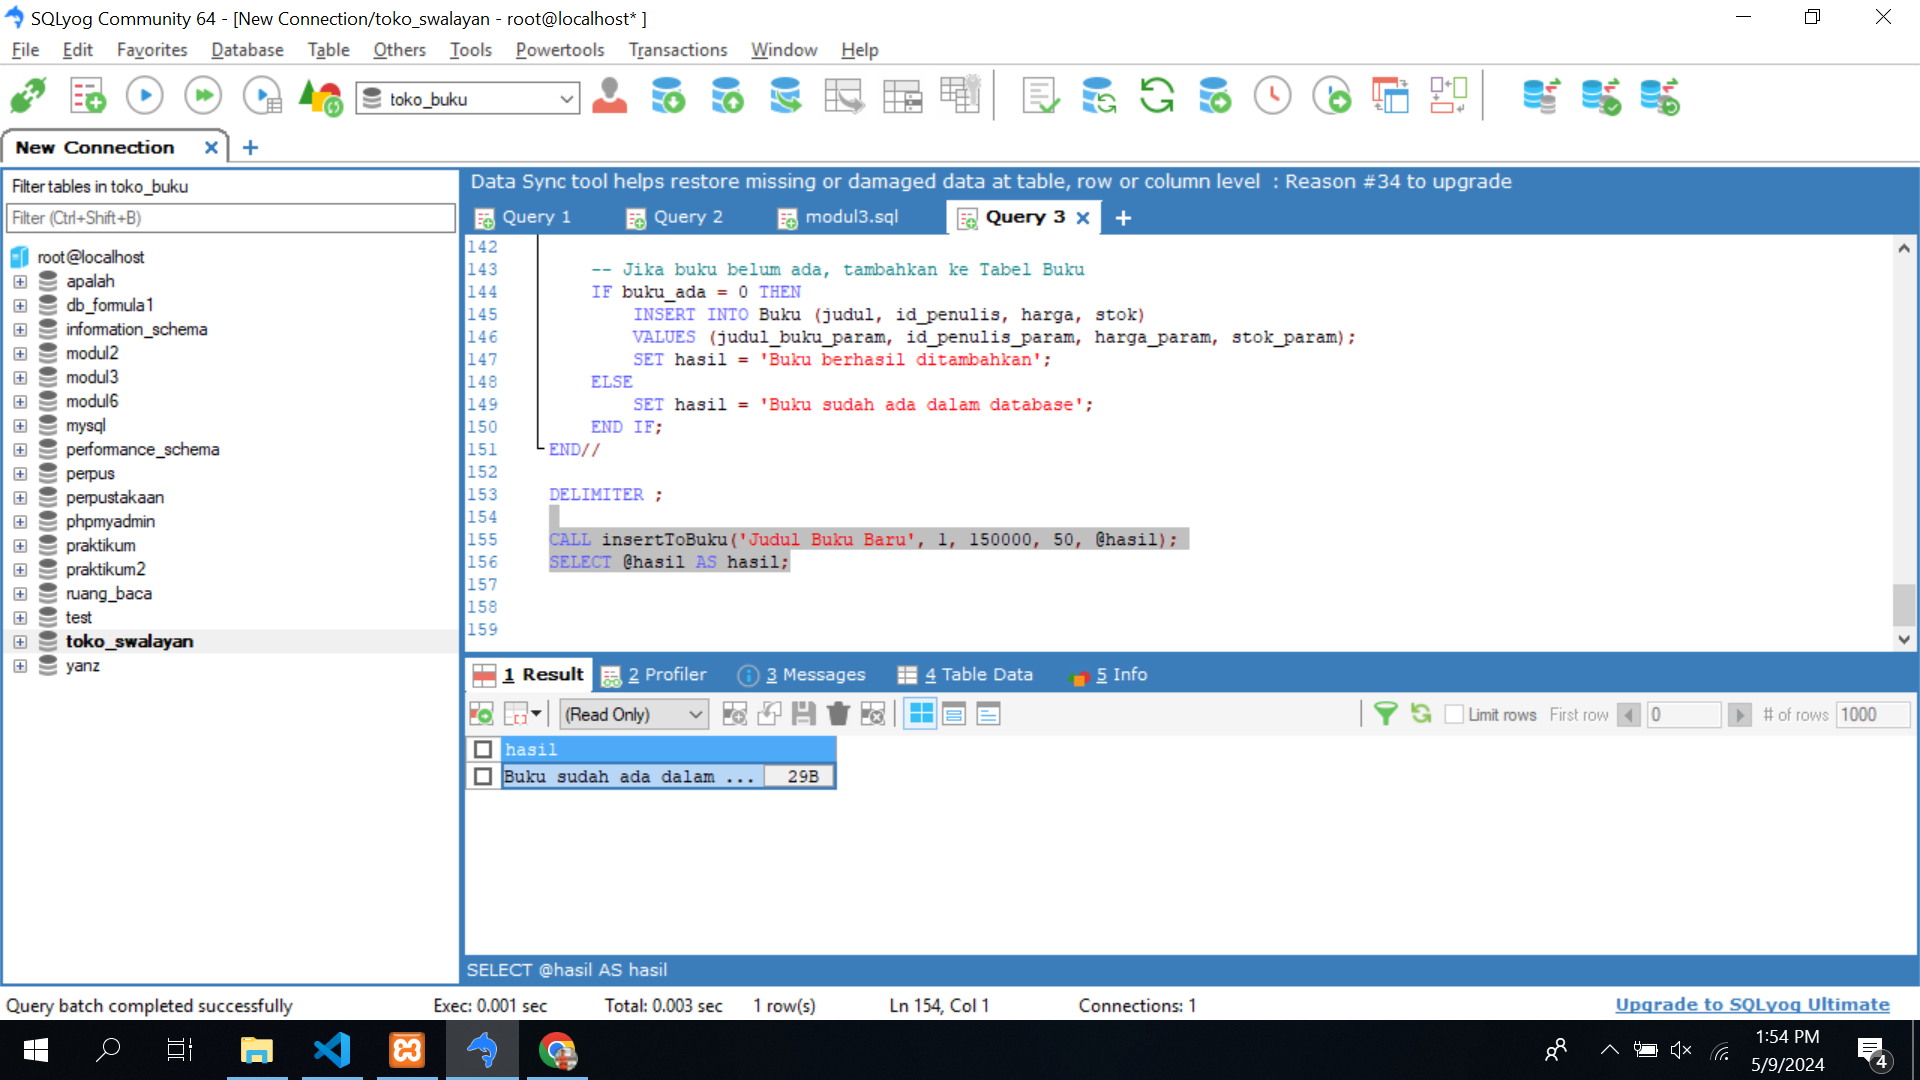 SQLyog Community 64 - [New Connection/toko_swalayan - root@localhost* ]
File Edit Favorites Database Table Others Tools Powertools Transactions Window Help
toko_buku
New Connection
Filter tables in toko_buku
Filter (Ctrl+Shift+B)
root@localhost
apalah
db_formula1
information_schema
modul2
modul3
modul6
mysql
performance_schema
perpus
perpustakaan
phpmyadmin
praktikum
praktikum2
ruang_baca
test
toko_swalayan
yanz
Data Sync tool helps restore missing or damaged data at table, row or column level : Reason #34 to upgrade
Query 1 Query 2 modul3.sql Query 3
142
143 -- Jika buku belum ada, tambahkan ke Tabel Buku
144 IF buku_ada = 0 THEN
145 INSERT INTO Buku (judul, id_penulis, harga, stok)
146 VALUES (judul_buku_param, id_penulis_param, harga_param, stok_param);
147 SET hasil = 'Buku berhasil ditambahkan';
148 ELSE
149 SET hasil = 'Buku sudah ada dalam database';
150 END IF;
151 END//
152
153 DELIMITER ;
154
155 CALL insertToBuku('Judul Buku Baru', 1, 150000, 50, @hasil);
156 SELECT @hasil AS hasil;
157
158
159
1 Result 2 Profiler 3 Messages 4 Table Data 5 Info
(Read Only) Limit rows First row 0 # of rows 1000
hasil
Buku sudah ada dalam ... 29B
SELECT @hasil AS hasil
Query batch completed successfully Exec: 0.001 sec Total: 0.003 sec 1 row(s) Ln 154, Col 1 Connections: 1 Upgrade to SQLyog Ultimate
1:54 PM
5/9/2024
4